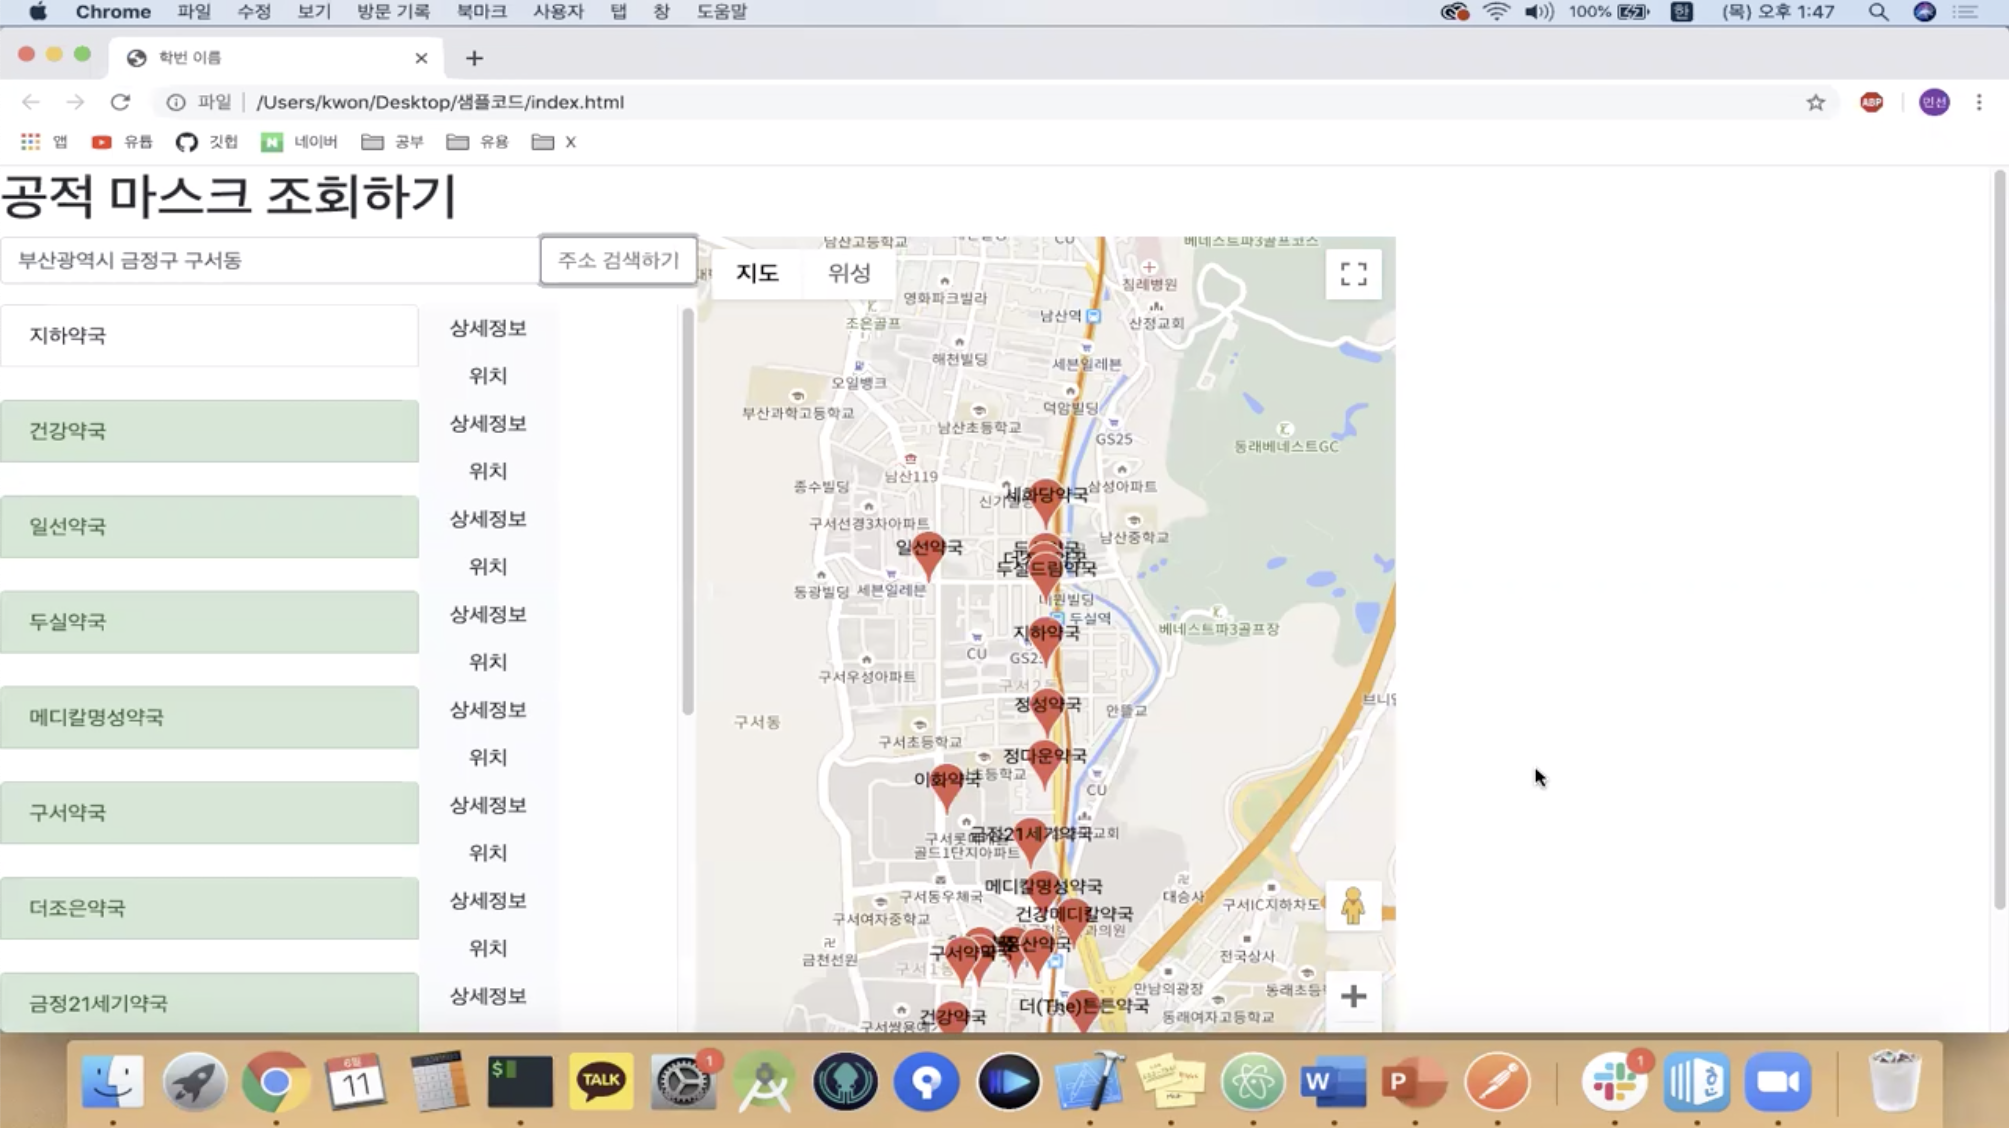 Chrome 파일 수정 보기 방문 기록 북마크 사용자 탭 창 도움말 100% 한 (목) 오후 1:47
학번 이름
파일 /Users/kwon/Desktop/샘플코드/index.html ABP 인선
앱 유튭 깃헙 네이버 공부 유용 X
공적 마스크 조회하기
부산광역시 금정구 구서동 주소 검색하기
지하약국 상세정보
위치
건강약국 상세정보
위치
일선약국 상세정보
위치
두실약국 상세정보
위치
메디칼명성약국 상세정보
위치
구서약국 상세정보
위치
더조은약국 상세정보
위치
금정21세기약국 상세정보
지도 위성
남산고등학교
CU
베네스트파3골프코스
침례병원
영화파크빌라
남산역
산정교회
조은골프
해천빌딩
세븐일레븐
오일뱅크
부산과학고등학교
덕암빌딩
남산초등학교
GS25
동래베네스트GC
남산119
종수빌딩
삼성아파트
세화당약국
구서선경3차아파트
남산중학교
일선약국
두실드림약국
동광빌딩 세븐일레븐
두실역
베네스트파3골프장
지하약국
CU
구서우성아파트
정성약국
안뜰교
구서동
구서초등학교
정다운약국
이화약국
CU
금정21세기약국
골드1단지아파트
메디칼명성약국
구서동우체국
대승사
구서IC지하차도
구서여자중학교
건강메디칼약국
구서약국
금천선원
전국상사
만남의광장
더(The)튼튼약국
동래여자고등학교
건강약국
6월
11
TALK
1
W
P
1